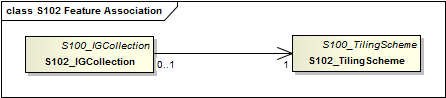 class S102 Feature Association
S100_IGCollection
S102_IGCollection
0..1
1
S100_TilingScheme
S102_TilingScheme